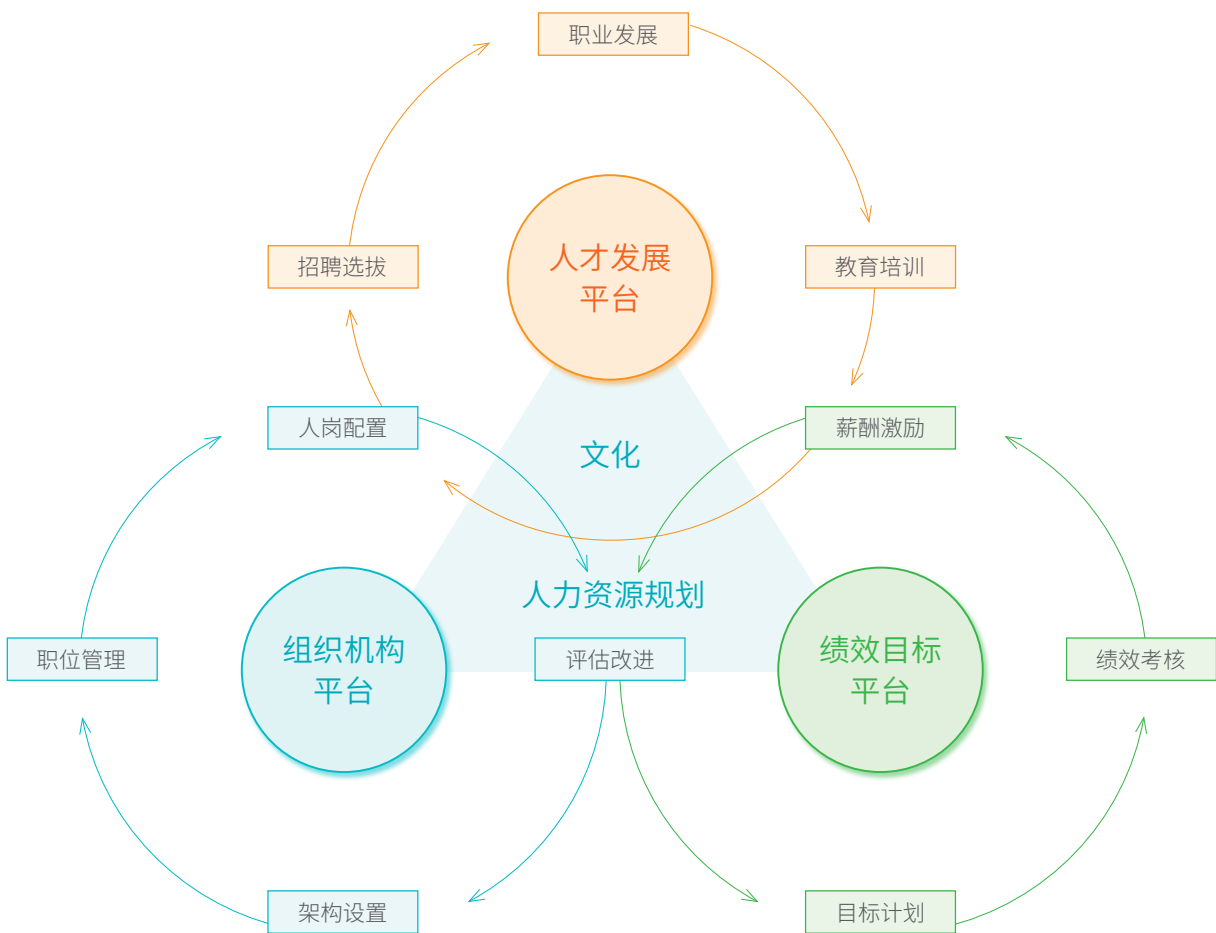 职业发展
招聘选拔
人才发展
平台
教育培训
人岗配置
文化
薪酬激励
人力资源规划
职位管理
组织机构
平台
评估改进
绩效目标
平台
绩效考核
架构设置
目标计划